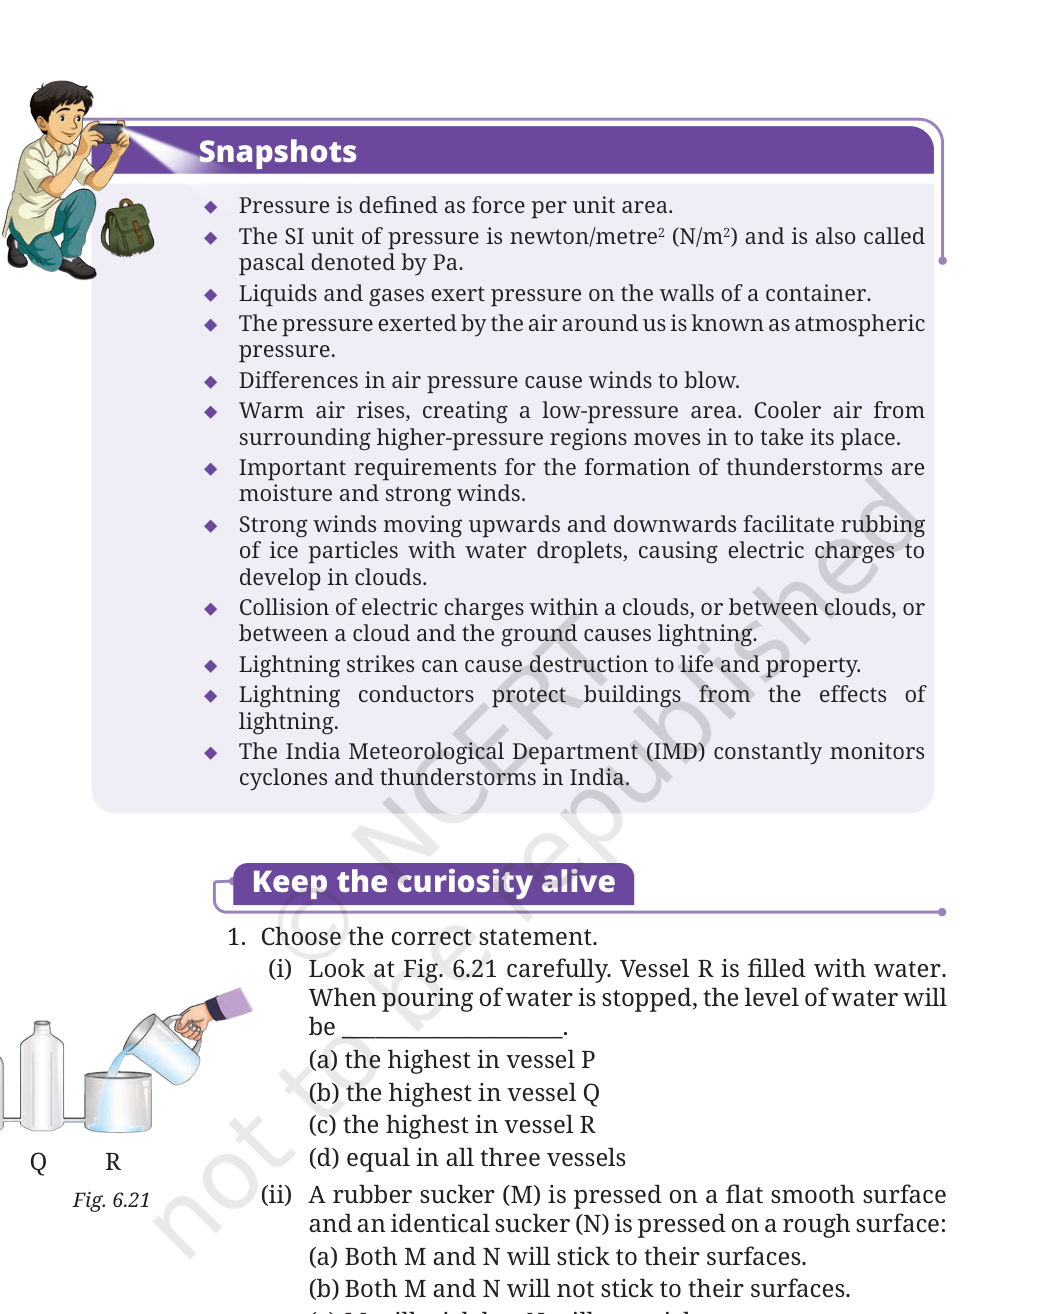 Snapshots
◆ Pressure is defined as force per unit area.
◆ The SI unit of pressure is newton/metre² (N/m²) and is also called
pascal denoted by Pa.
◆ Liquids and gases exert pressure on the walls of a container.
◆ The pressure exerted by the air around us is known as atmospheric
pressure.
◆ Differences in air pressure cause winds to blow.
◆ Warm air rises, creating a low-pressure area. Cooler air from
surrounding higher-pressure regions moves in to take its place.
◆ Important requirements for the formation of thunderstorms are
moisture and strong winds.
◆ Strong winds moving upwards and downwards facilitate rubbing
of ice particles with water droplets, causing electric charges to
develop in clouds.
◆ Collision of electric charges within a clouds, or between clouds, or
between a cloud and the ground causes lightning.
◆ Lightning strikes can cause destruction to life and property.
◆ Lightning conductors protect buildings from the effects of
lightning.
◆ The India Meteorological Department (IMD) constantly monitors
cyclones and thunderstorms in India.
Keep the curiosity alive
1. Choose the correct statement.
(i) Look at Fig. 6.21 carefully. Vessel R is filled with water.
When pouring of water is stopped, the level of water will
be ___________________.
(a) the highest in vessel P
(b) the highest in vessel Q
(c) the highest in vessel R
(d) equal in all three vessels
Q R
Fig. 6.21
(ii) A rubber sucker (M) is pressed on a flat smooth surface
and an identical sucker (N) is pressed on a rough surface:
(a) Both M and N will stick to their surfaces.
(b) Both M and N will not stick to their surfaces.
© NCERT
not to be republished